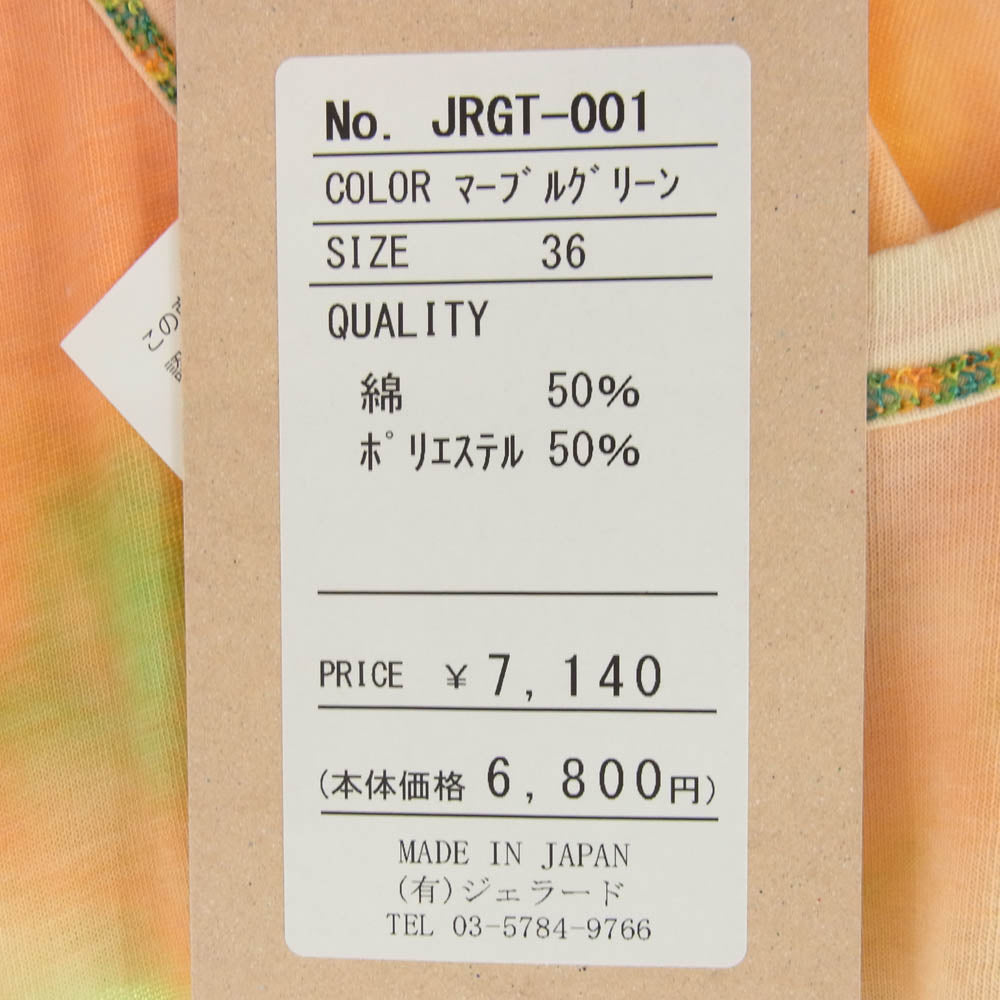 No. JRGT-001
COLOR マーブルグリーン
SIZE 36
QUALITY
綿 50%
ポリエステル 50%
PRICE ¥ 7,140
(本体価格 6,800円)
MADE IN JAPAN
(有)ジェラード
TEL 03-5784-9766
この